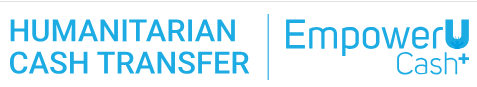 HUMANITARIAN
CASH TRANSFER
EmpowerU
Cash+